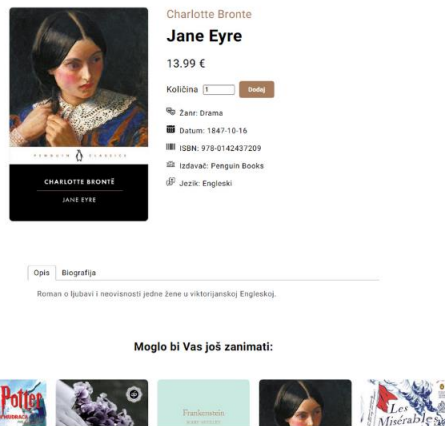 Charlotte Bronte
Jane Eyre
13.99 €
Količina 1 Dodaj
Žanr: Drama
Datum: 1847-10-16
ISBN: 978-0142437209
Izdavač: Penguin Books
Jezik: Engleski
PENGUIN CLASSICS
CHARLOTTE BRONTË
JANE EYRE
Opis Biografija
Roman o ljubavi i neovisnosti jedne žene u viktorijanskoj Engleskoj.
Moglo bi Vas još zanimati:
Potter
Frankenstein
Les
Misérables